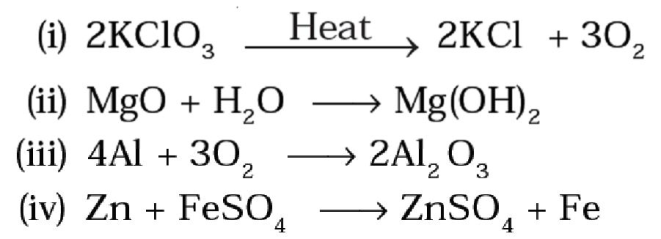 (i) 2KClO₃ Heat⟶ 2KCl + 3O₂
(ii) MgO + H₂O ⟶ Mg(OH)₂
(iii) 4Al + 3O₂ ⟶ 2Al₂O₃
(iv) Zn + FeSO₄ ⟶ ZnSO₄ + Fe